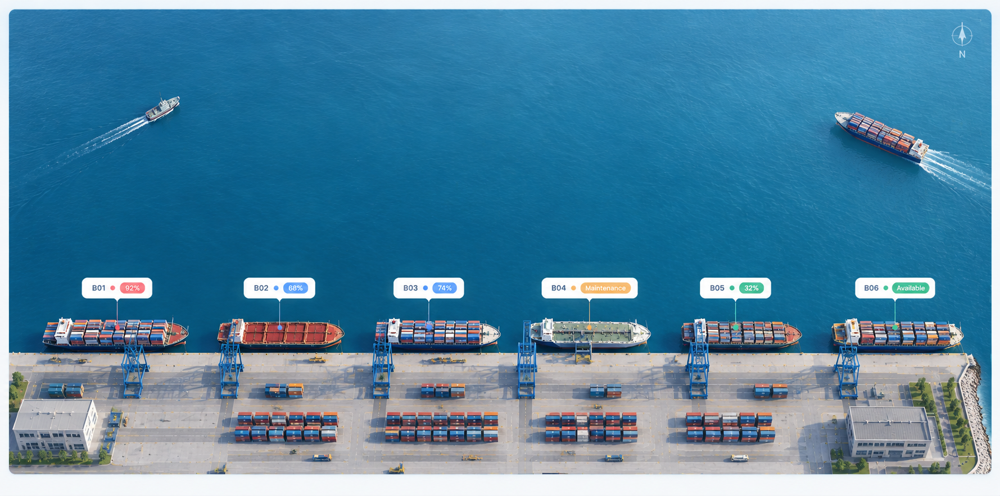 N
B01 92%
B02 68%
B03 74%
B04 Maintenance
B05 32%
B06 Available